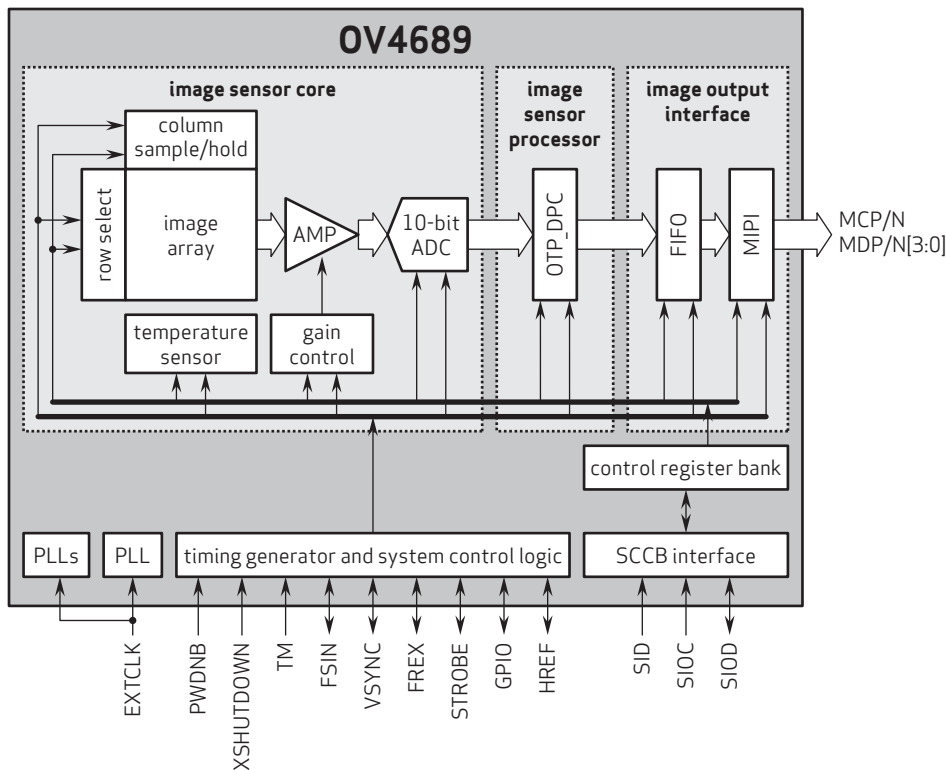 OV4689
image sensor core
image
sensor
processor
image output
interface
column
sample/hold
row select
image
array
AMP
10-bit
ADC
OTP_DPC
FIFO
MIPI
MCP/N
MDP/N[3:0]
temperature
sensor
gain
control
control register bank
PLLs
PLL
timing generator and system control logic
SCCB interface
EXTCLK
PWDNB
XSHUTDOWN
TM
FSIN
VSYNC
FREX
STROBE
GPIO
HREF
SID
SIOC
SIOD